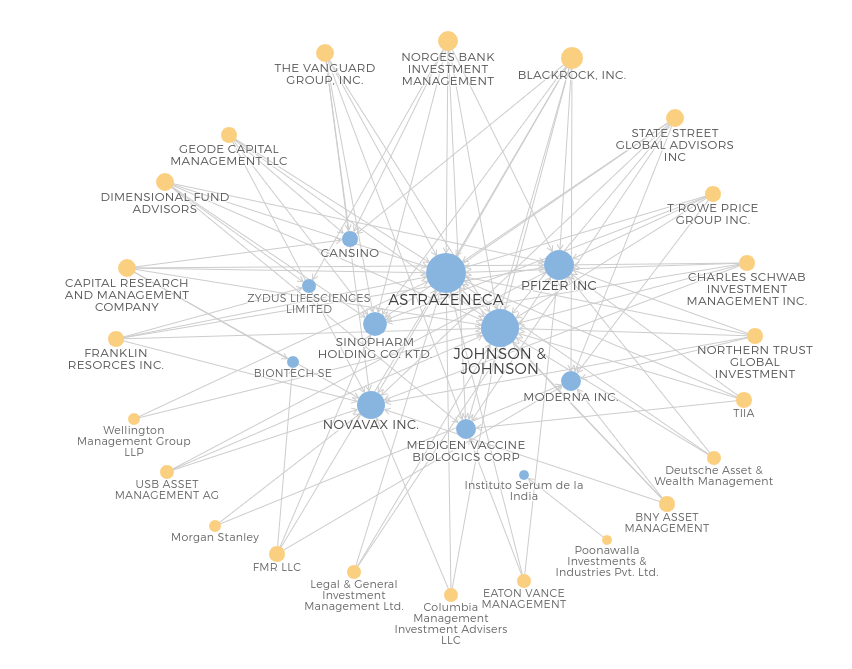 NORGES BANK
INVESTMENT
MANAGEMENT
THE VANGUARD
GROUP, INC.
BLACKROCK, INC.
STATE STREET
GLOBAL ADVISORS
INC
GEODE CAPITAL
MANAGEMENT LLC
DIMENSIONAL FUND
ADVISORS
T ROWE PRICE
GROUP INC.
CANSINO
CAPITAL RESEARCH
AND MANAGEMENT
COMPANY
ZYDUS LIFESCIENCES
LIMITED
ASTRAZENECA
PFIZER INC
CHARLES SCHWAB
INVESTMENT
MANAGEMENT INC.
SINOPHARM
HOLDING CO, KTD.
JOHNSON &
JOHNSON
FRANKLIN
RESORCES INC.
BIONTECH SE
NORTHERN TRUST
GLOBAL
INVESTMENT
MODERNA INC.
TIIA
Wellington
Management Group
LLP
NOVAVAX INC.
MEDIGEN VACCINE
BIOLOGICS CORP
USB ASSET
MANAGEMENT AG
Instituto Serum de la
India
Deutsche Asset &
Wealth Management
BNY ASSET
MANAGEMENT
Morgan Stanley
Poonawalla
Investments &
Industries Pvt. Ltd.
FMR LLC
Legal & General
Investment
Management Ltd.
Columbia
Management
Investment Advisers
LLC
EATON VANCE
MANAGEMENT